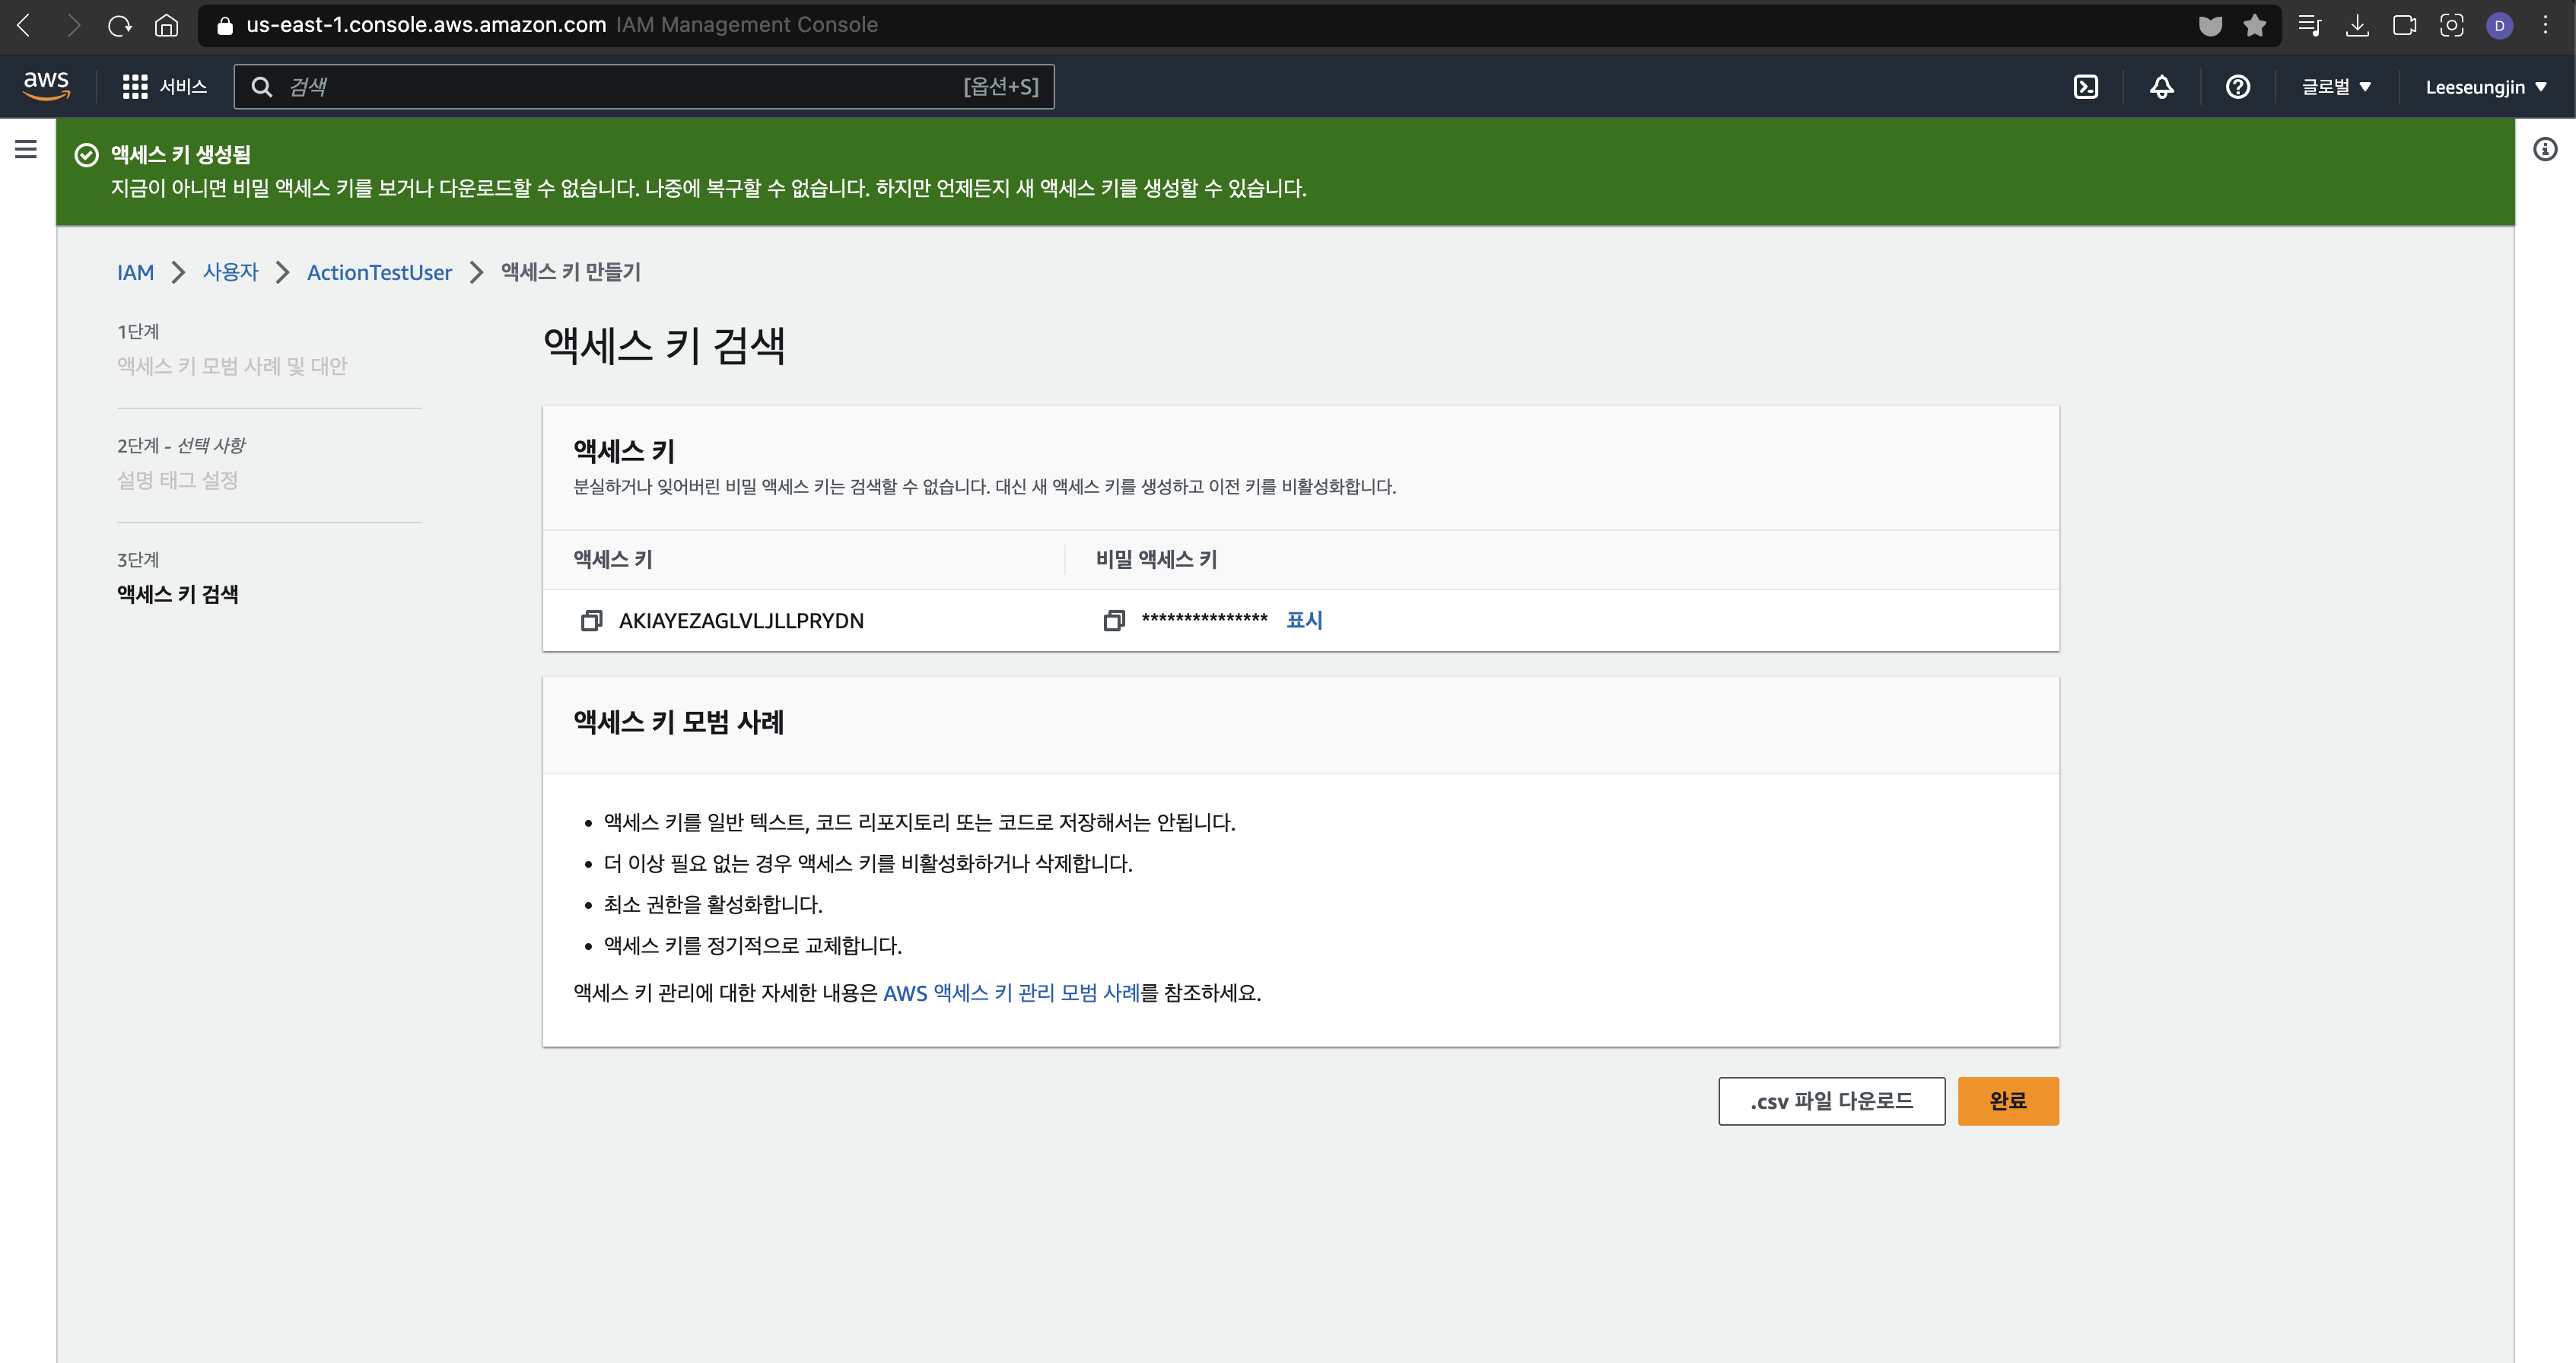 us-east-1.console.aws.amazon.com IAM Management Console
D
aws
서비스
검색
[옵션+S]
글로벌
Leeseungjin
액세스 키 생성됨
지금이 아니면 비밀 액세스 키를 보거나 다운로드할 수 없습니다. 나중에 복구할 수 없습니다. 하지만 언제든지 새 액세스 키를 생성할 수 있습니다.
IAM
사용자
ActionTestUser
액세스 키 만들기
1단계
액세스 키 모범 사례 및 대안
2단계 - 선택 사항
설명 태그 설정
3단계
액세스 키 검색
액세스 키 검색
액세스 키
분실하거나 잊어버린 비밀 액세스 키는 검색할 수 없습니다. 대신 새 액세스 키를 생성하고 이전 키를 비활성화합니다.
액세스 키
비밀 액세스 키
AKIAYEZAGLVLJLLPRYDN
*************** 표시
액세스 키 모범 사례
• 액세스 키를 일반 텍스트, 코드 리포지토리 또는 코드로 저장해서는 안됩니다.
• 더 이상 필요 없는 경우 액세스 키를 비활성화하거나 삭제합니다.
• 최소 권한을 활성화합니다.
• 액세스 키를 정기적으로 교체합니다.
액세스 키 관리에 대한 자세한 내용은 AWS 액세스 키 관리 모범 사례를 참조하세요.
.csv 파일 다운로드
완료